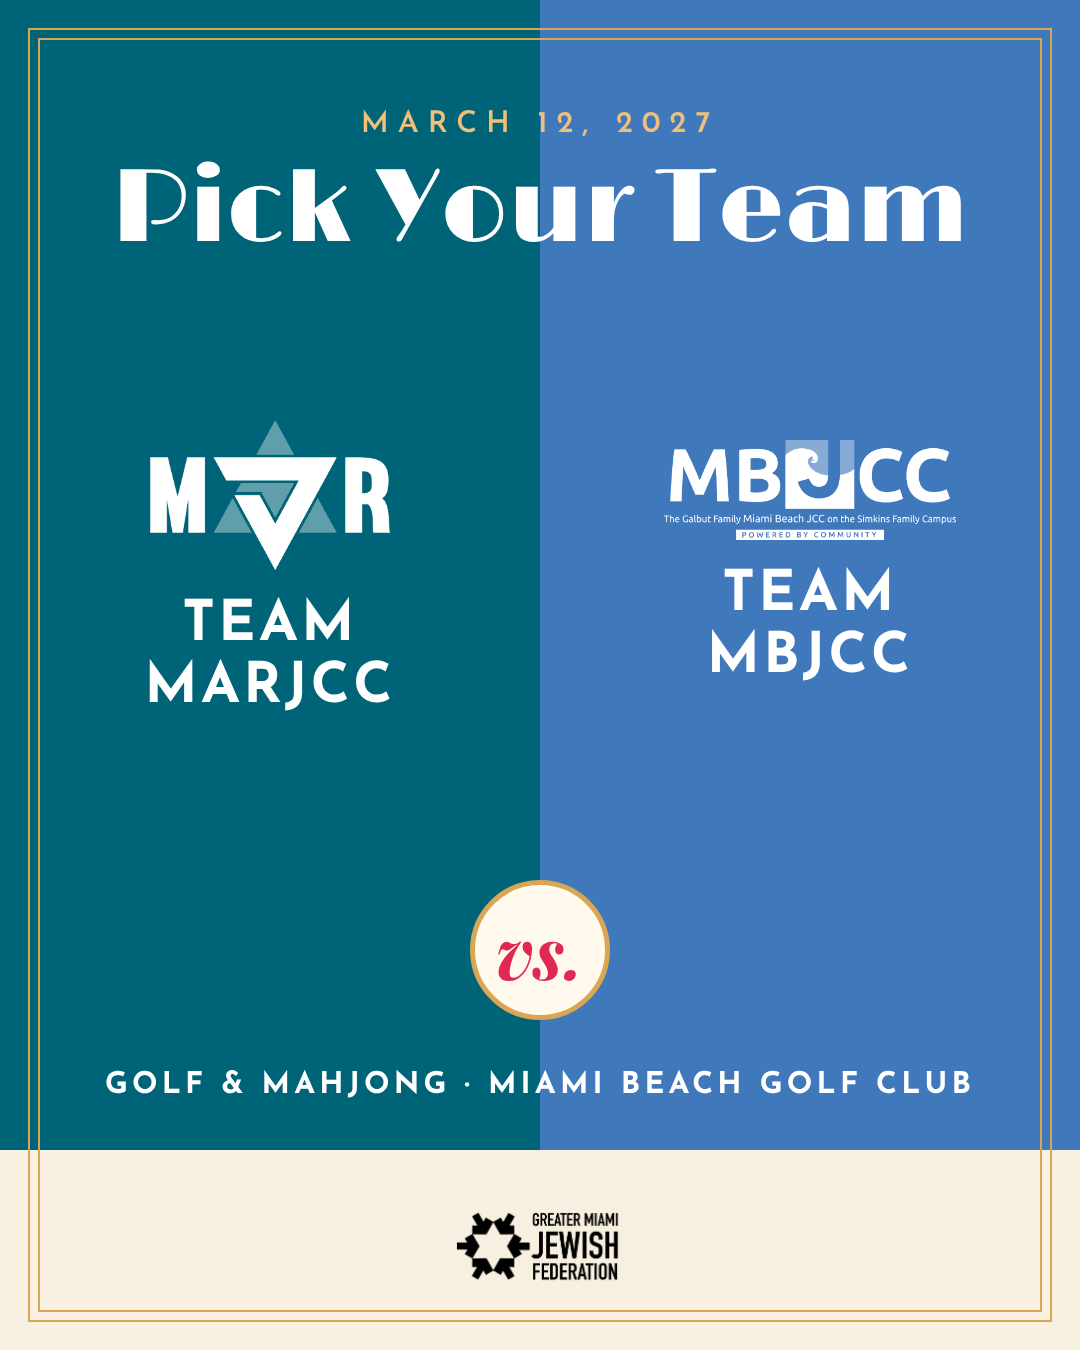 MARCH 12, 2027
Pick Your Team
MAR
TEAM
MARJCC
MBJCC
The Galbut Family Miami Beach JCC on the Simkins Family Campus
POWERED BY COMMUNITY
TEAM
MBJCC
vs.
GOLF & MAHJONG · MIAMI BEACH GOLF CLUB
GREATER MIAMI
JEWISH
FEDERATION